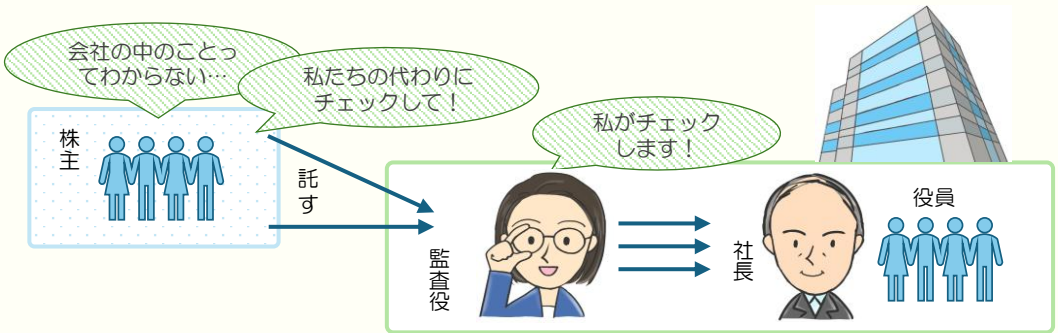 会社の中のことっ
てわからない…
私たちの代わりに
チェックして！
私がチェック
します！
株主
託す
監査役
社長
役員